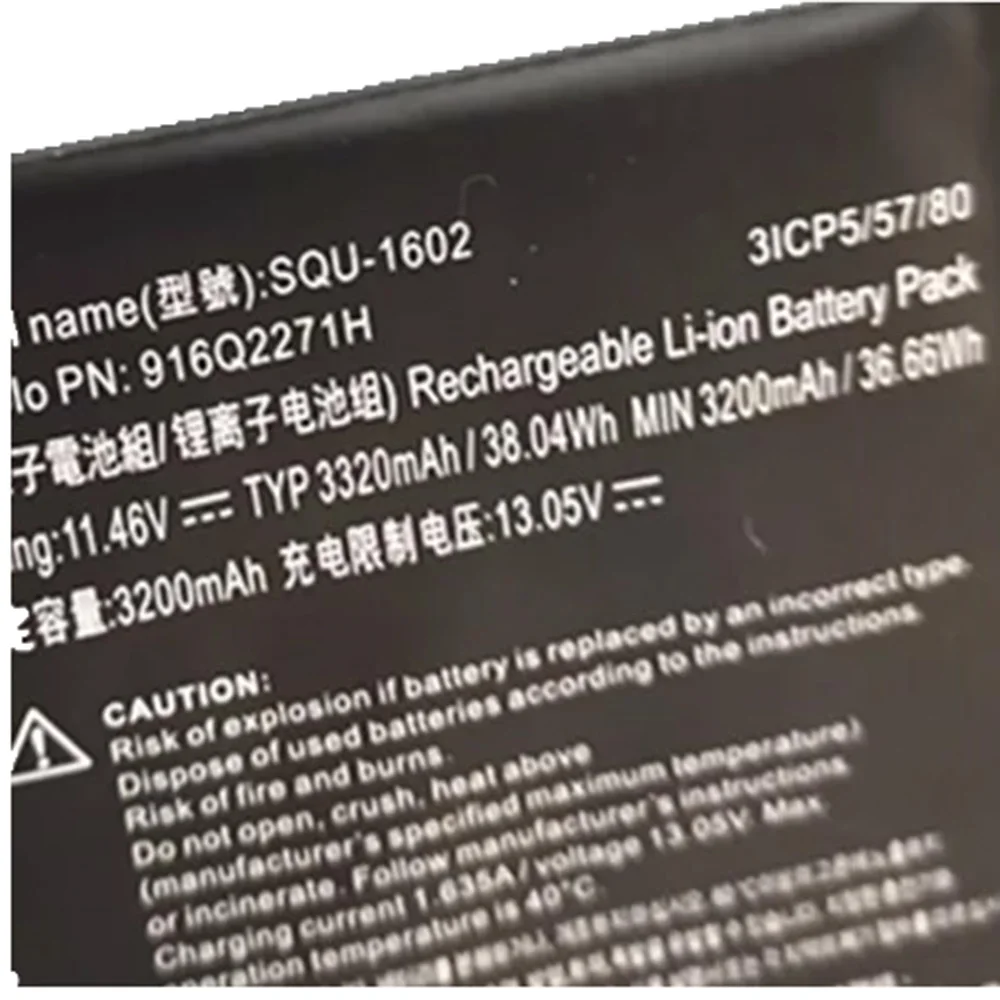 name(型號):SQU-1602
3ICP5/57/80
lo PN: 916Q2271H
子電池組/锂离子电池组) Rechargeable Li-ion Battery Pack
ng:11.46V TYP 3320mAh / 38.04Wh MIN 3200mAh / 36.66Wh
容量:3200mAh 充电限制电压:13.05V
CAUTION:
Risk of explosion if battery is replaced by an incorrect type.
Dispose of used batteries according to the instructions.
Risk of fire and burns.
Do not open, crush, heat above
(manufacturer's specified maximum temperature)
or incinerate. Follow manufacturer's instructions.
Charging current 1.635A / voltage 13.05V. Max.
operation temperature is 40°C.